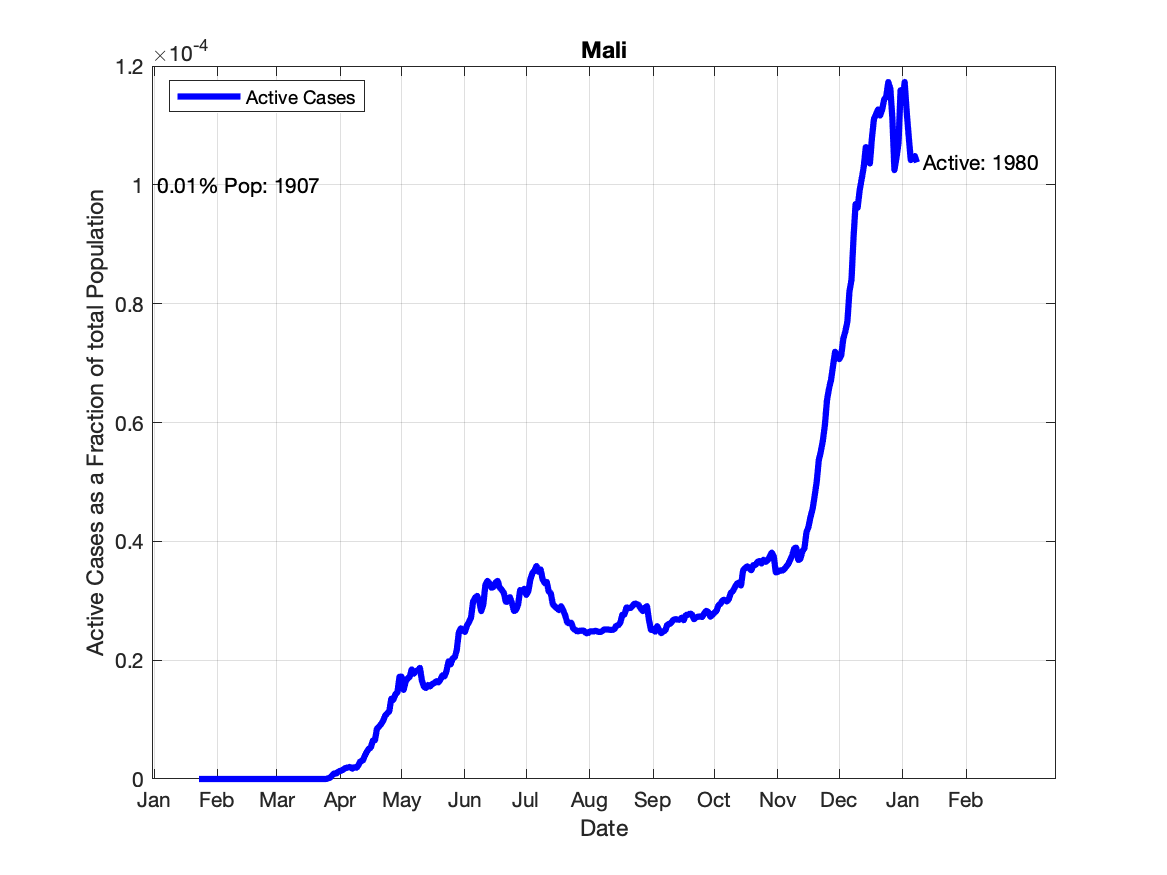 Mali
×10-4
1.2
Active Cases
1
0.01% Pop: 1907
Active: 1980
0.8
0.6
0.4
0.2
0
Active Cases as a Fraction of total Population
Jan Feb Mar Apr May Jun Jul Aug Sep Oct Nov Dec Jan Feb
Date